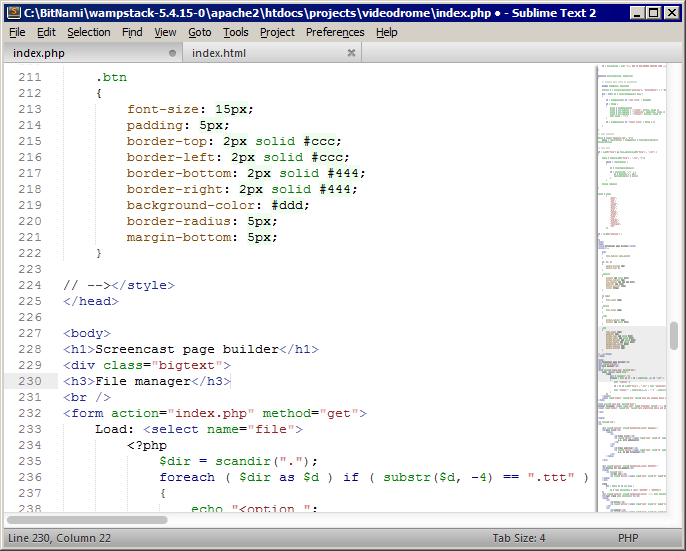 C:\BitNami\wampstack-5.4.15-0\apache2\htdocs\projects\videodrome\index.php • - Sublime Text 2
File Edit Selection Find View Goto Tools Project Preferences Help
index.php index.html
211 .btn
212 {
213 font-size: 15px;
214 padding: 5px;
215 border-top: 2px solid #ccc;
216 border-left: 2px solid #ccc;
217 border-bottom: 2px solid #444;
218 border-right: 2px solid #444;
219 background-color: #ddd;
220 border-radius: 5px;
221 margin-bottom: 5px;
222 }
223
224 // --></style>
225 </head>
226
227 <body>
228 <h1>Screencast page builder</h1>
229 <div class="bigtext">
230 <h3>File manager</h3>
231 <br />
232 <form action="index.php" method="get">
233 Load: <select name="file">
234 <?php
235 $dir = scandir(".");
236 foreach ( $dir as $d ) if ( substr($d, -4) == ".ttt" )
237 {
238 echo "<option ";
Line 230, Column 22 Tab Size: 4 PHP